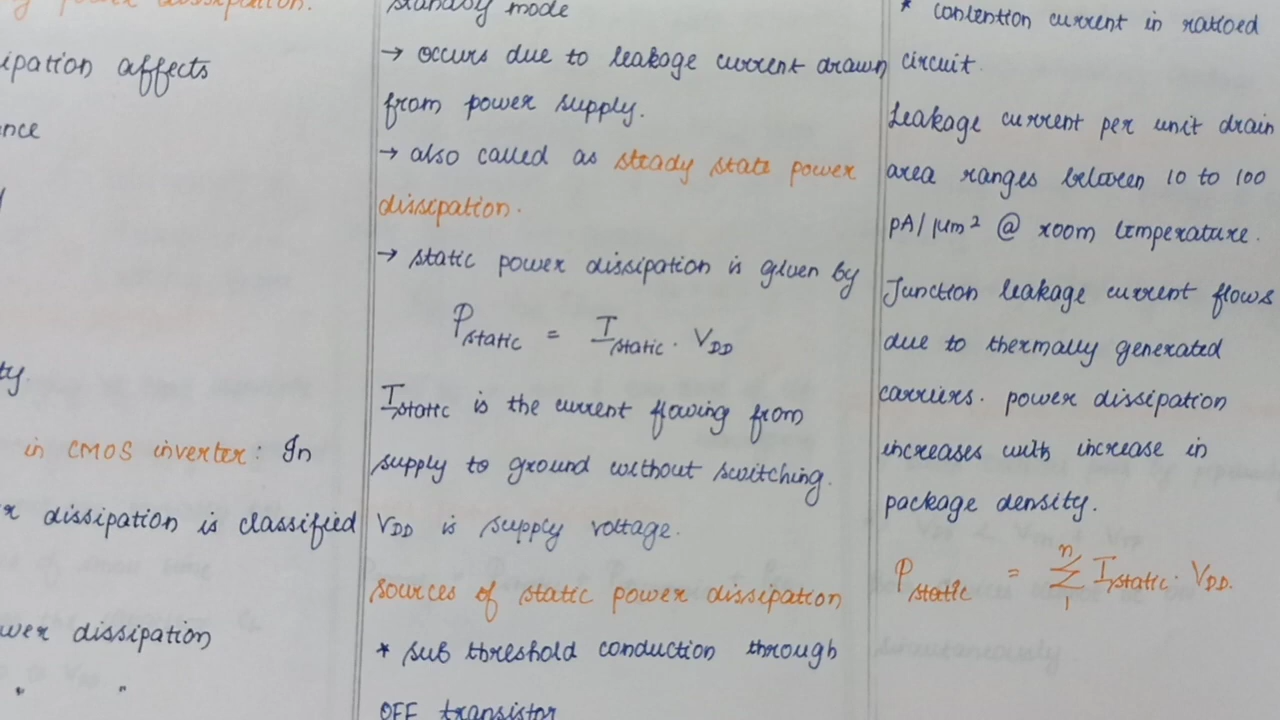 power dissipation.
ipation affects
nce
ty.
in CMOS inverter: In
r dissipation is classified
wer dissipation
" "
standby mode
→ occurs due to leakage current drawn
from power supply.
→ also called as steady state power
dissipation.
→ static power dissipation is given by
Pstatic = Istatic . VDD
Istatic is the current flowing from
supply to ground without switching.
VDD is supply voltage.
sources of static power dissipation
* sub threshold conduction through
OFF transistor
* contention current in ratioed
circuit.
Leakage current per unit drain
area ranges between 10 to 100
pA/μm² @ room temperature.
Junction leakage current flows
due to thermally generated
carriers. power dissipation
increases with increase in
package density.
Pstatic = n Σ 1 Istatic . VDD.